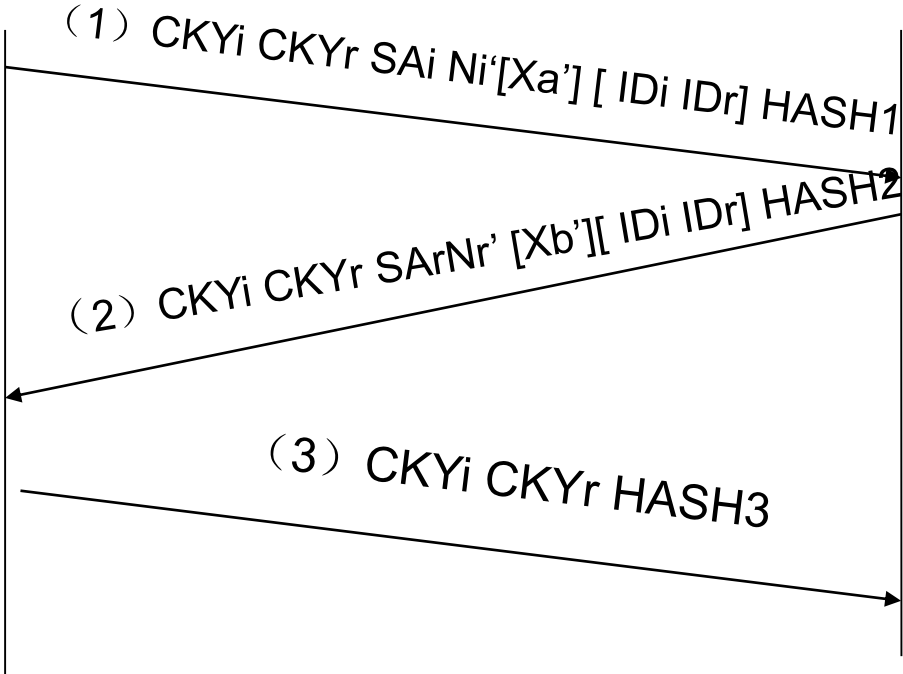 （1）CKYi CKYr SAi Ni‘[Xa’] [ IDi IDr] HASH1
（2）CKYi CKYr SArNr’ [Xb’][ IDi IDr] HASH2
（3）CKYi CKYr HASH3